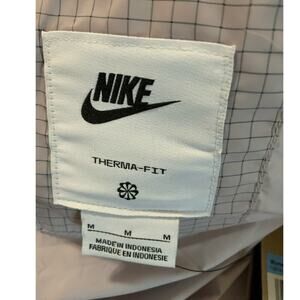 NIKE
THERMA-FIT
M M M
MADE IN INDONESIA
FABRIQUE EN INDONESIE